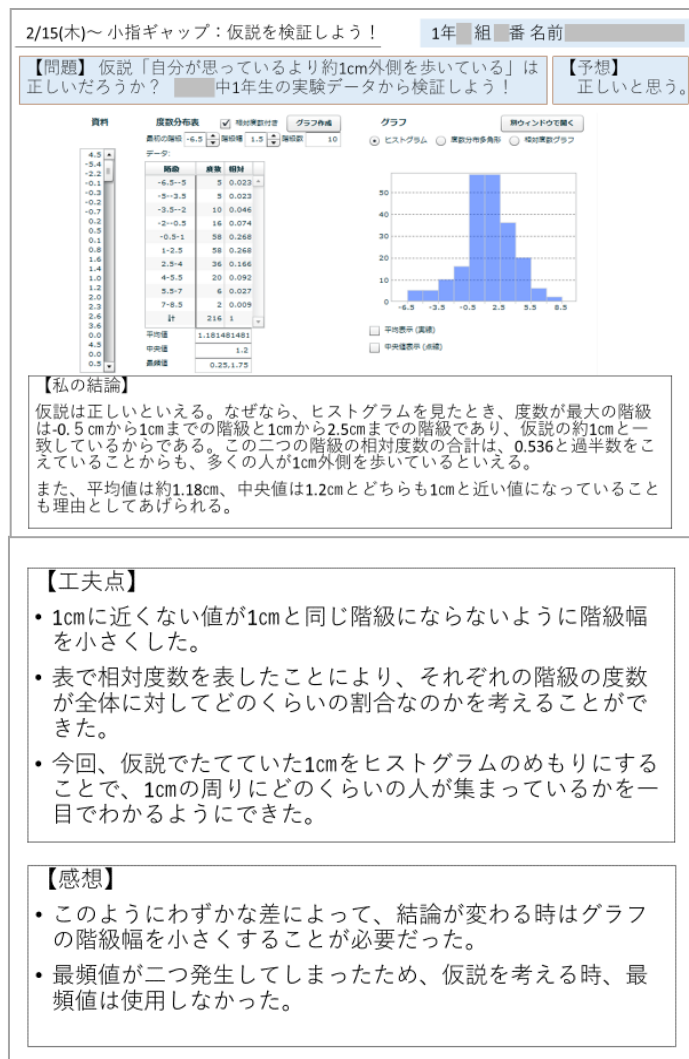 2/15(木)～ 小指ギャップ：仮説を検証しよう！
1年 組 番 名前
【問題】 仮説「自分が思っているより約1cm外側を歩いている」は
正しいだろうか？ 中1年生の実験データから検証しよう！
【予想】
正しいと思う。
資料
4.5
-5.4
-2.2
-0.1
-0.3
-0.2
-0.7
0.2
0.5
0.1
0.8
1.6
1.4
1.0
1.2
2.0
2.3
2.6
3.6
0.0
4.5
0.0
0.5
度数分布表 相対度数付き グラフ作成
最初の階級 -6.5 階級幅 1.5 階級数 10
データ:
階級 度数 相対
-6.5--5 5 0.023
-5--3.5 5 0.023
-3.5--2 10 0.046
-2--0.5 16 0.074
-0.5-1 58 0.268
1-2.5 58 0.268
2.5-4 36 0.166
4-5.5 20 0.092
5.5-7 6 0.027
7-8.5 2 0.009
計 216 1
平均値 1.181481481
中央値 1.2
最頻値 0.25,1.75
グラフ 別ウィンドウで開く
ヒストグラム 度数分布多角形 相対度数グラフ
50
40
30
20
10
0
-6.5 -3.5 -0.5 2.5 5.5 8.5
平均表示 (実線)
中央値表示 (点線)
【私の結論】
仮説は正しいといえる。なぜなら、ヒストグラムを見たとき、度数が最大の階級
は-0.５㎝から1㎝までの階級と1㎝から2.5㎝までの階級であり、仮説の約1㎝と一
致しているからである。この二つの階級の相対度数の合計は、0.536と過半数をこ
えていることからも、多くの人が1㎝外側を歩いているといえる。
また、平均値は約1.18㎝、中央値は1.2㎝とどちらも1㎝と近い値になっていること
も理由としてあげられる。
【工夫点】
• 1㎝に近くない値が1㎝と同じ階級にならないように階級幅
を小さくした。
• 表で相対度数を表したことにより、それぞれの階級の度数
が全体に対してどのくらいの割合なのかを考えることがで
きた。
• 今回、仮説でたてていた1㎝をヒストグラムのめもりにする
ことで、1㎝の周りにどのくらいの人が集まっているかを一
目でわかるようにできた。
【感想】
• このようにわずかな差によって、結論が変わる時はグラフ
の階級幅を小さくすることが必要だった。
• 最頻値が二つ発生してしまったため、仮説を考える時、最
頻値は使用しなかった。